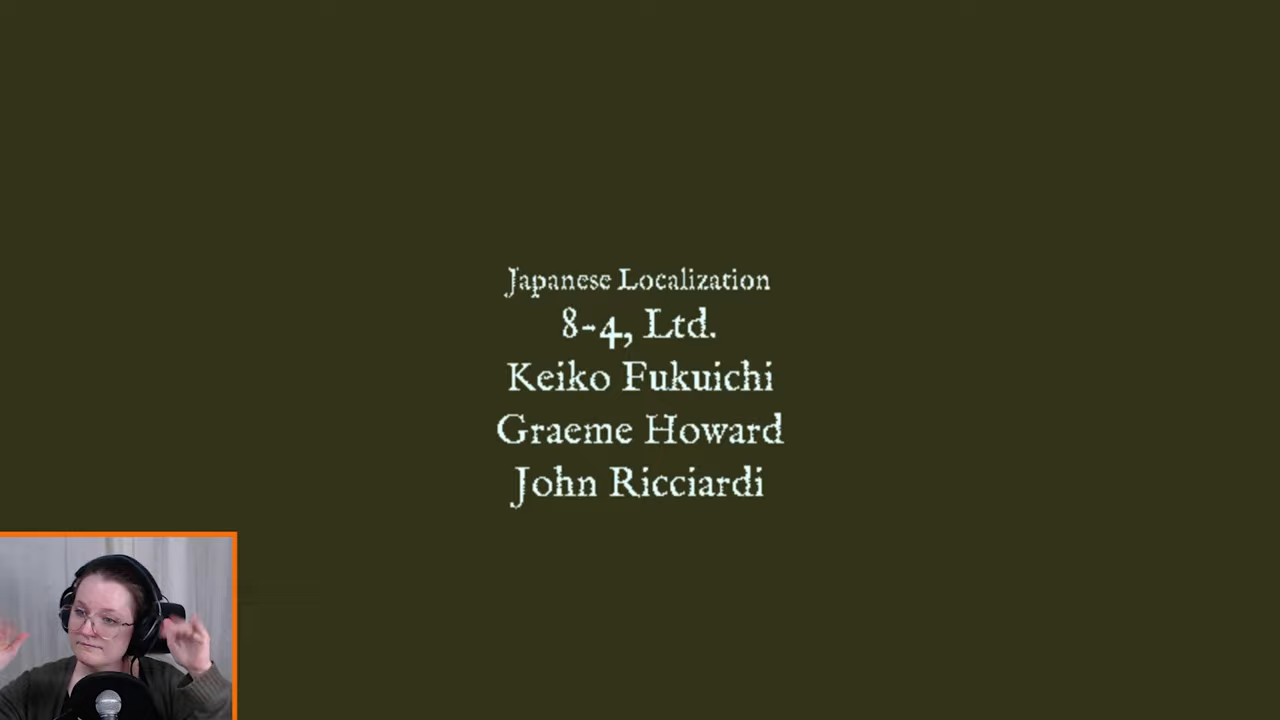 Japanese Localization
8-4, Ltd.
Keiko Fukuichi
Graeme Howard
John Ricciardi